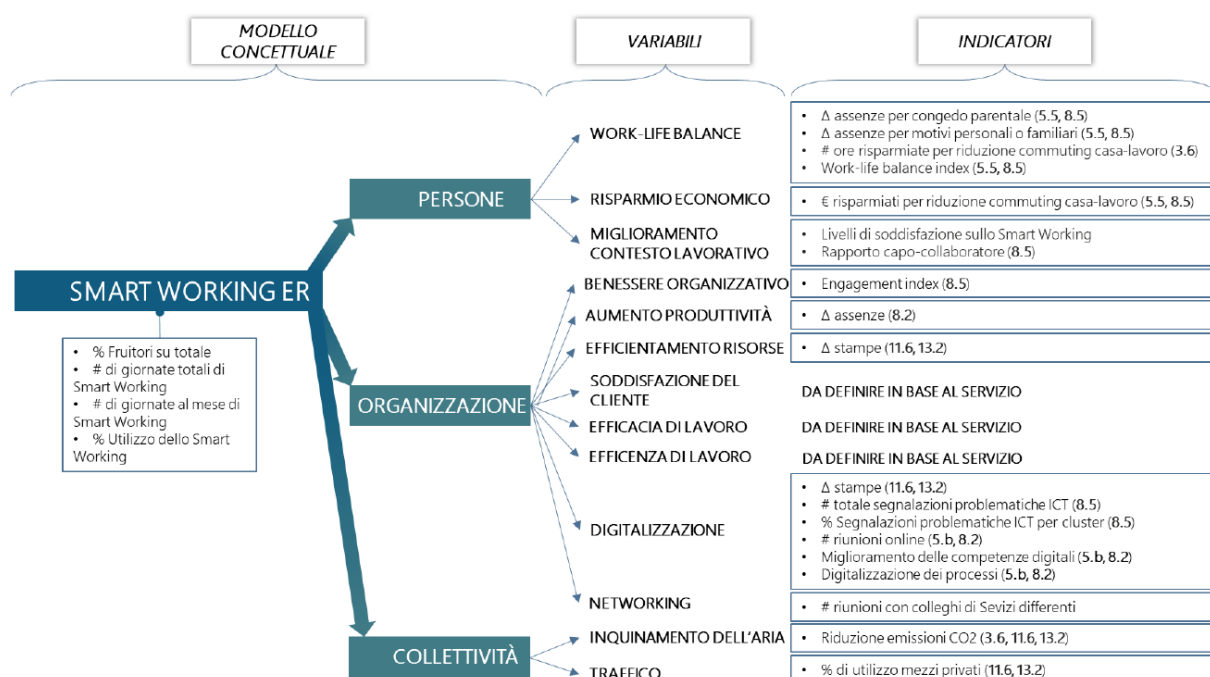 MODELLO
CONCETTUALE
VARIABILI
INDICATORI
SMART WORKING ER
• % Fruitori su totale
• # di giornate totali di
Smart Working
• # di giornate al mese di
Smart Working
• % Utilizzo dello Smart
Working
PERSONE
WORK-LIFE BALANCE
• Δ assenze per congedo parentale (5.5, 8.5)
• Δ assenze per motivi personali o familiari (5.5, 8.5)
• # ore risparmiate per riduzione commuting casa-lavoro (3.6)
• Work-life balance index (5.5, 8.5)
RISPARMIO ECONOMICO
• € risparmiati per riduzione commuting casa-lavoro (5.5, 8.5)
MIGLIORAMENTO
CONTESTO LAVORATIVO
• Livelli di soddisfazione sullo Smart Working
• Rapporto capo-collaboratore (8.5)
ORGANIZZAZIONE
BENESSERE ORGANIZZATIVO
• Engagement index (8.5)
AUMENTO PRODUTTIVITÀ
• Δ assenze (8.2)
EFFICIENTAMENTO RISORSE
• Δ stampe (11.6, 13.2)
SODDISFAZIONE DEL
CLIENTE
DA DEFINIRE IN BASE AL SERVIZIO
EFFICACIA DI LAVORO
DA DEFINIRE IN BASE AL SERVIZIO
EFFICENZA DI LAVORO
DA DEFINIRE IN BASE AL SERVIZIO
DIGITALIZZAZIONE
• Δ stampe (11.6, 13.2)
• # totale segnalazioni problematiche ICT (8.5)
• % Segnalazioni problematiche ICT per cluster (8.5)
• # riunioni online (5.b, 8.2)
• Miglioramento delle competenze digitali (5.b, 8.2)
• Digitalizzazione dei processi (5.b, 8.2)
NETWORKING
• # riunioni con colleghi di Sevizi differenti
COLLETTIVITÀ
INQUINAMENTO DELL'ARIA
• Riduzione emissioni CO2 (3.6, 11.6, 13.2)
TRAFFICO
• % di utilizzo mezzi privati (11.6, 13.2)